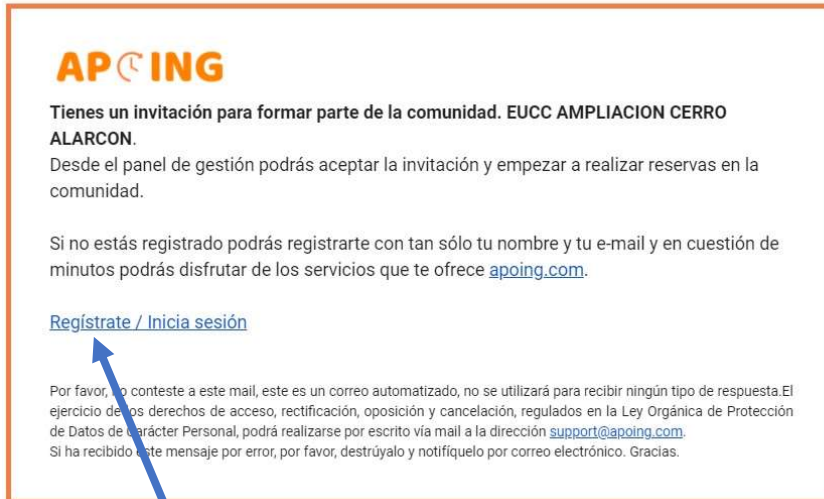 APOING
Tienes un invitación para formar parte de la comunidad. EUCC AMPLIACION CERRO
ALARCON.
Desde el panel de gestión podrás aceptar la invitación y empezar a realizar reservas en la
comunidad.
Si no estás registrado podrás registrarte con tan sólo tu nombre y tu e-mail y en cuestión de
minutos podrás disfrutar de los servicios que te ofrece apoing.com.
Regístrate / Inicia sesión
Por favor, no conteste a este mail, este es un correo automatizado, no se utilizará para recibir ningún tipo de respuesta.El
ejercicio de los derechos de acceso, rectificación, oposición y cancelación, regulados en la Ley Orgánica de Protección
de Datos de Carácter Personal, podrá realizarse por escrito vía mail a la dirección support@apoing.com.
Si ha recibido este mensaje por error, por favor, destrúyalo y notifíquelo por correo electrónico. Gracias.